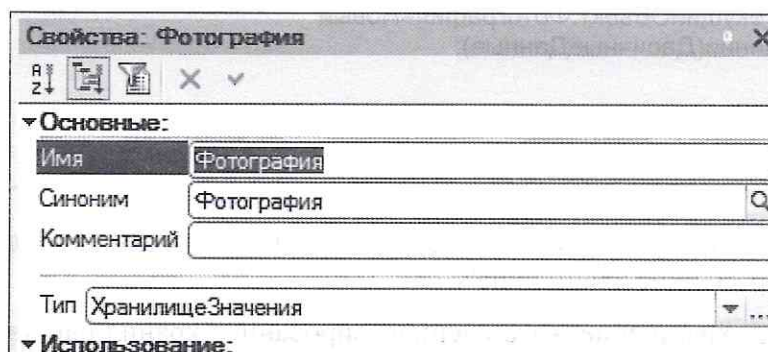 Свойства: Фотография
Основные:
Имя Фотография
Синоним Фотография
Комментарий
Тип ХранилищеЗначения
...
Использование: